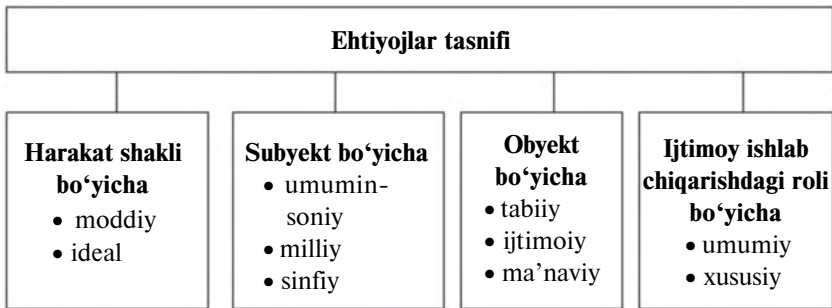 Ehtiyojlar tasnifi
Harakat shakli
bo‘yicha
• moddiy
• ideal
Subyekt bo‘yicha
• umumin-
soniy
• milliy
• sinfiy
Obyekt
bo‘yicha
• tabiiy
• ijtimoiy
• ma’naviy
Ijtimoy ishlab
chiqarishdagi roli
bo‘yicha
• umumiy
• xususiy